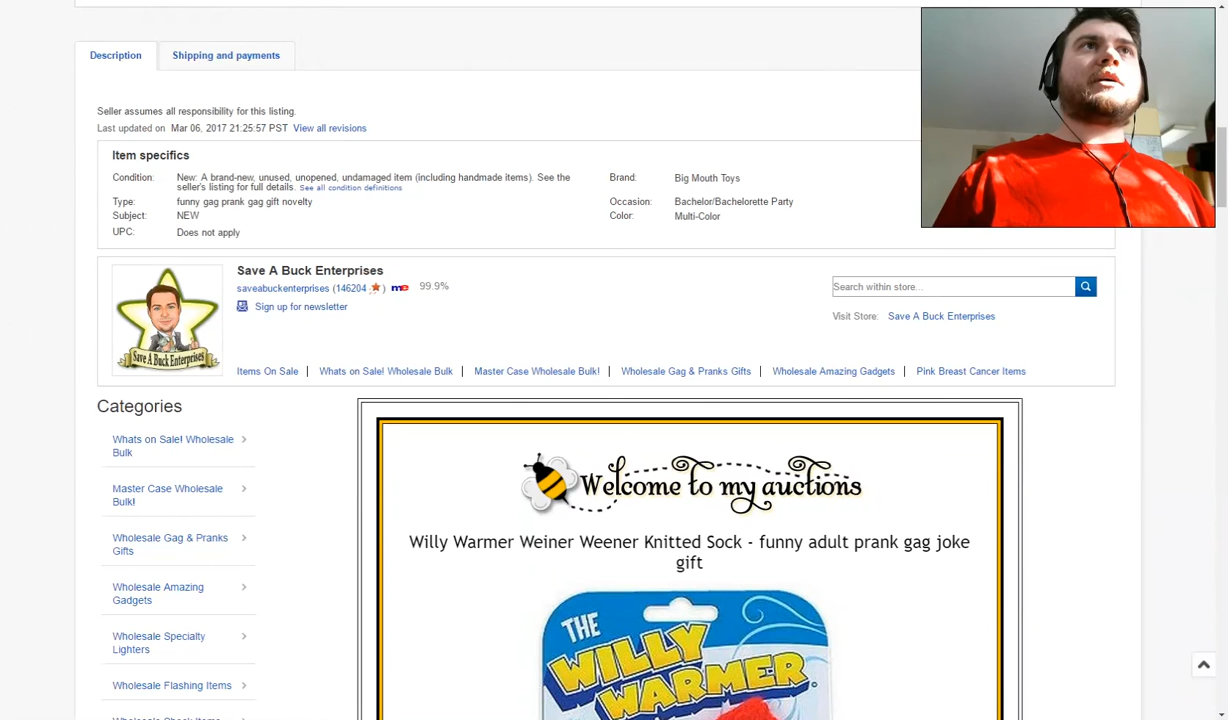 Description
Shipping and payments
Seller assumes all responsibility for this listing.
Last updated on Mar 06, 2017 21:25:57 PST View all revisions
Item specifics
Condition: New: A brand-new, unused, unopened, undamaged item (including handmade items). See the
seller's listing for full details. See all condition definitions
Brand: Big Mouth Toys
Type: funny gag prank gag gift novelty
Occasion: Bachelor/Bachelorette Party
Subject: NEW
Color: Multi-Color
UPC: Does not apply
Save A Buck Enterprises
Save A Buck Enterprises
saveabuckenterprises (146204 ) me 99.9%
Sign up for newsletter
Search within store...
Visit Store: Save A Buck Enterprises
Items On Sale | Whats on Sale! Wholesale Bulk | Master Case Wholesale Bulk! | Wholesale Gag & Pranks Gifts | Wholesale Amazing Gadgets | Pink Breast Cancer Items
Categories
Whats on Sale! Wholesale
Bulk
Master Case Wholesale
Bulk!
Wholesale Gag & Pranks
Gifts
Wholesale Amazing
Gadgets
Wholesale Specialty
Lighters
Wholesale Flashing Items
Welcome to my auctions
Willy Warmer Weiner Weener Knitted Sock - funny adult prank gag joke
gift
THE
WILLY
WARMER